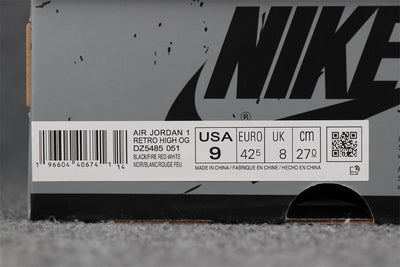 NIKE
®
AIR JORDAN 1
RETRO HIGH OG
DZ5485 051
BLACK/FIRE RED-WHITE
NOIR/BLANC/ROUGE FEU
1 96604 40674 1 14
USA EURO UK cm
9 42.5 8 27.0
MADE IN CHINA / FABRIQUE EN CHINE / HECHO EN CHINA